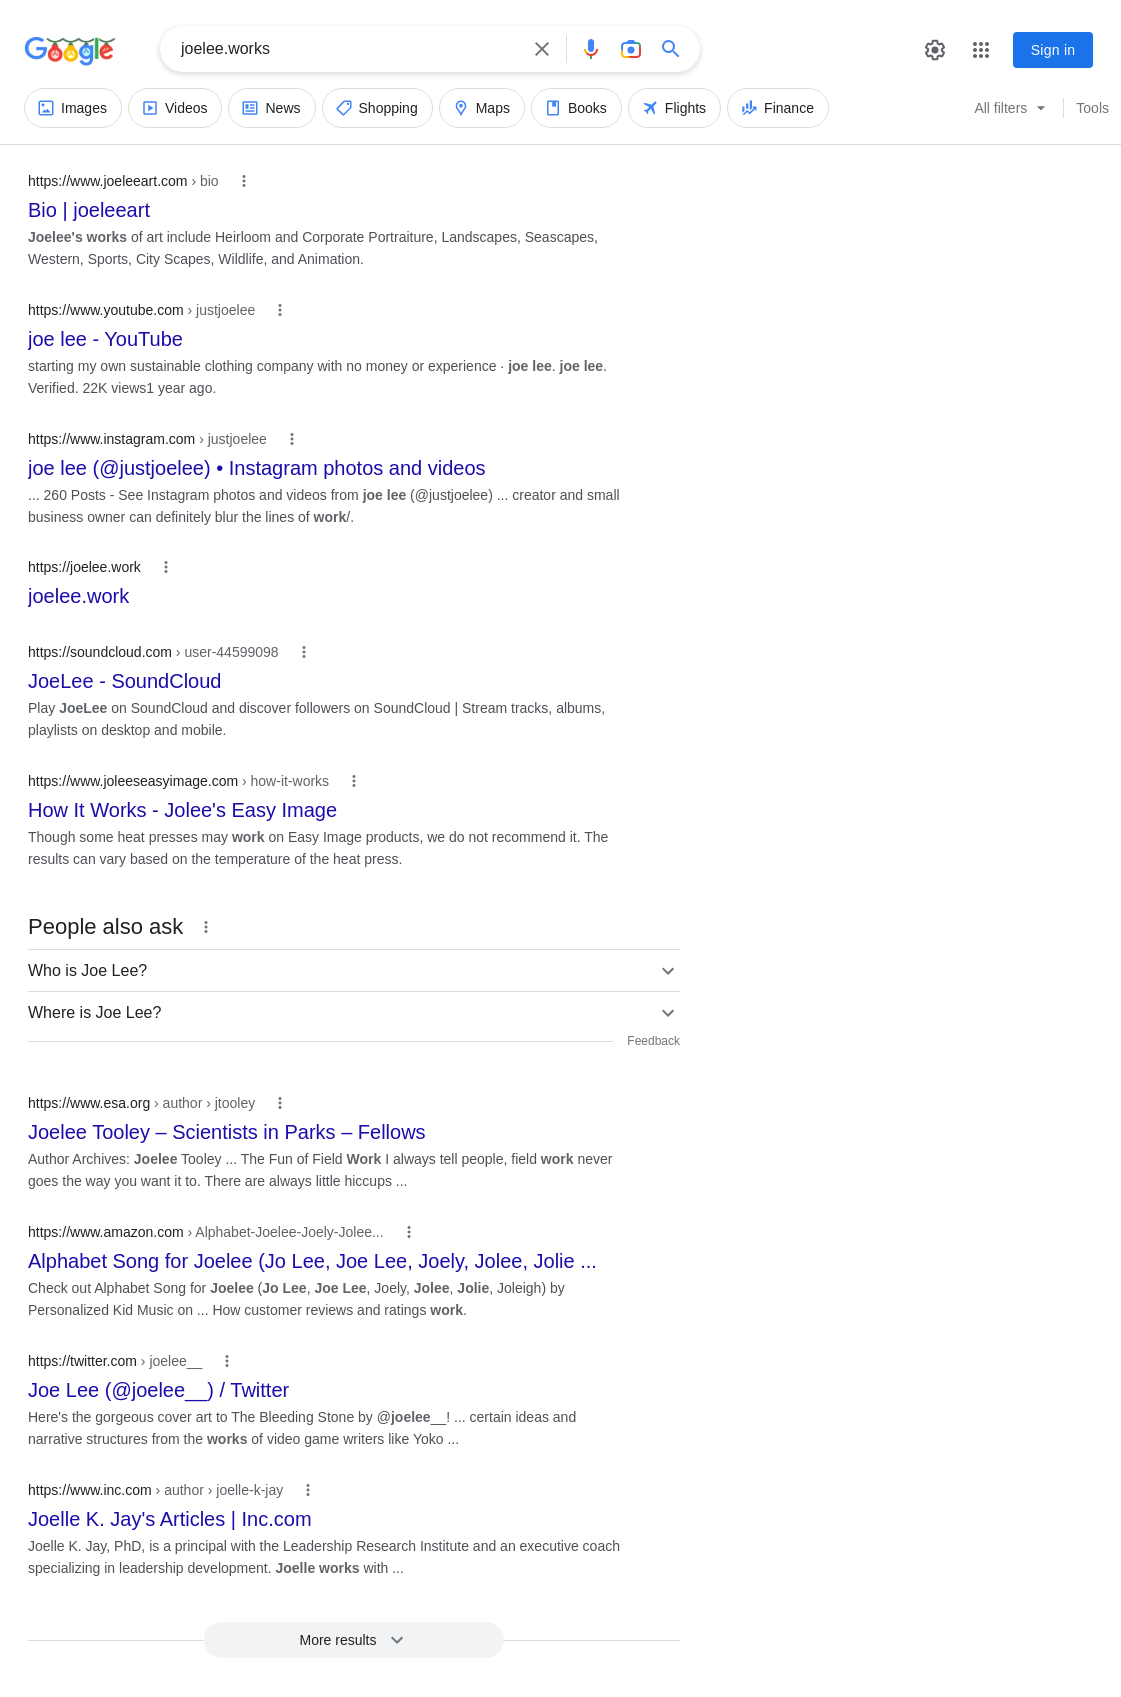 Google
joelee.works
Sign in
Images
Videos
News
Shopping
Maps
Books
Flights
Finance
All filters
Tools
https://www.joeleeart.com › bio
Bio | joeleeart
Joelee's works of art include Heirloom and Corporate Portraiture, Landscapes, Seascapes,
Western, Sports, City Scapes, Wildlife, and Animation.
https://www.youtube.com › justjoelee
joe lee - YouTube
starting my own sustainable clothing company with no money or experience · joe lee. joe lee.
Verified. 22K views1 year ago.
https://www.instagram.com › justjoelee
joe lee (@justjoelee) • Instagram photos and videos
... 260 Posts - See Instagram photos and videos from joe lee (@justjoelee) ... creator and small
business owner can definitely blur the lines of work/.
https://joelee.work
joelee.work
https://soundcloud.com › user-44599098
JoeLee - SoundCloud
Play JoeLee on SoundCloud and discover followers on SoundCloud | Stream tracks, albums,
playlists on desktop and mobile.
https://www.joleeseasyimage.com › how-it-works
How It Works - Jolee's Easy Image
Though some heat presses may work on Easy Image products, we do not recommend it. The
results can vary based on the temperature of the heat press.
People also ask
Who is Joe Lee?
Where is Joe Lee?
Feedback
https://www.esa.org › author › jtooley
Joelee Tooley – Scientists in Parks – Fellows
Author Archives: Joelee Tooley ... The Fun of Field Work I always tell people, field work never
goes the way you want it to. There are always little hiccups ...
https://www.amazon.com › Alphabet-Joelee-Joely-Jolee...
Alphabet Song for Joelee (Jo Lee, Joe Lee, Joely, Jolee, Jolie ...
Check out Alphabet Song for Joelee (Jo Lee, Joe Lee, Joely, Jolee, Jolie, Joleigh) by
Personalized Kid Music on ... How customer reviews and ratings work.
https://twitter.com › joelee__
Joe Lee (@joelee__) / Twitter
Here's the gorgeous cover art to The Bleeding Stone by @joelee__! ... certain ideas and
narrative structures from the works of video game writers like Yoko ...
https://www.inc.com › author › joelle-k-jay
Joelle K. Jay's Articles | Inc.com
Joelle K. Jay, PhD, is a principal with the Leadership Research Institute and an executive coach
specializing in leadership development. Joelle works with ...
More results